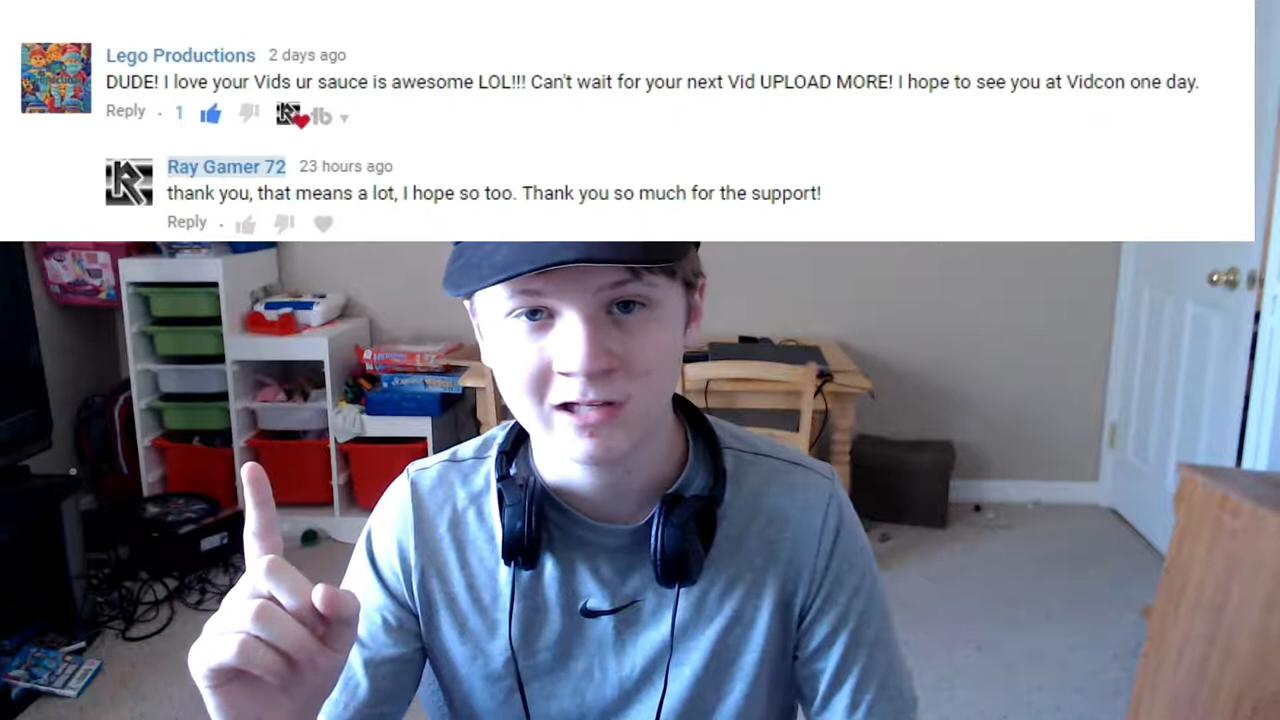 Lego Productions 2 days ago
DUDE! I love your Vids ur sauce is awesome LOL!!! Can't wait for your next Vid UPLOAD MORE! I hope to see you at Vidcon one day.
Reply · 1
Ray Gamer 72 23 hours ago
thank you, that means a lot, I hope so too. Thank you so much for the support!
Reply ·